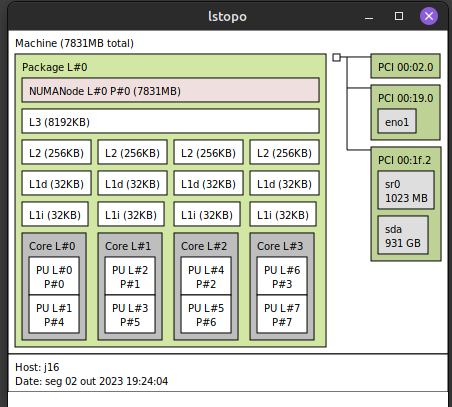 lstopo
Machine (7831MB total)
Package L#0
NUMANode L#0 P#0 (7831MB)
L3 (8192KB)
L2 (256KB) L2 (256KB) L2 (256KB) L2 (256KB)
L1d (32KB) L1d (32KB) L1d (32KB) L1d (32KB)
L1i (32KB) L1i (32KB) L1i (32KB) L1i (32KB)
Core L#0 Core L#1 Core L#2 Core L#3
PU L#0 PU L#2 PU L#4 PU L#6
P#0 P#1 P#2 P#3
PU L#1 PU L#3 PU L#5 PU L#7
P#4 P#5 P#6 P#7
PCI 00:02.0
PCI 00:19.0
eno1
PCI 00:1f.2
sr0
1023 MB
sda
931 GB
Host: j16
Date: seg 02 out 2023 19:24:04